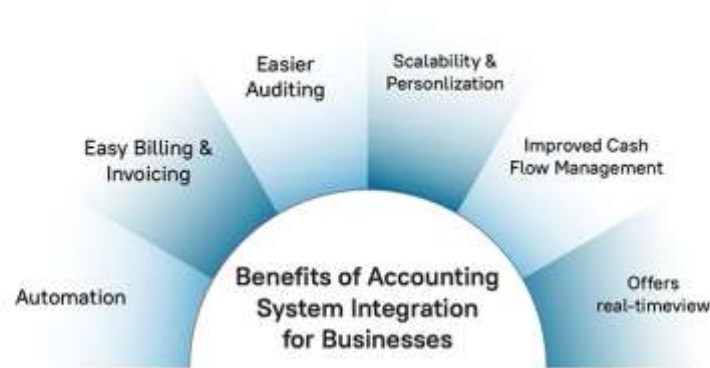 Easier
Auditing
Scalability &
Personlization
Easy Billing &
Invoicing
Improved Cash
Flow Management
Automation
Offers
real-timeview
Benefits of Accounting
System Integration
for Businesses